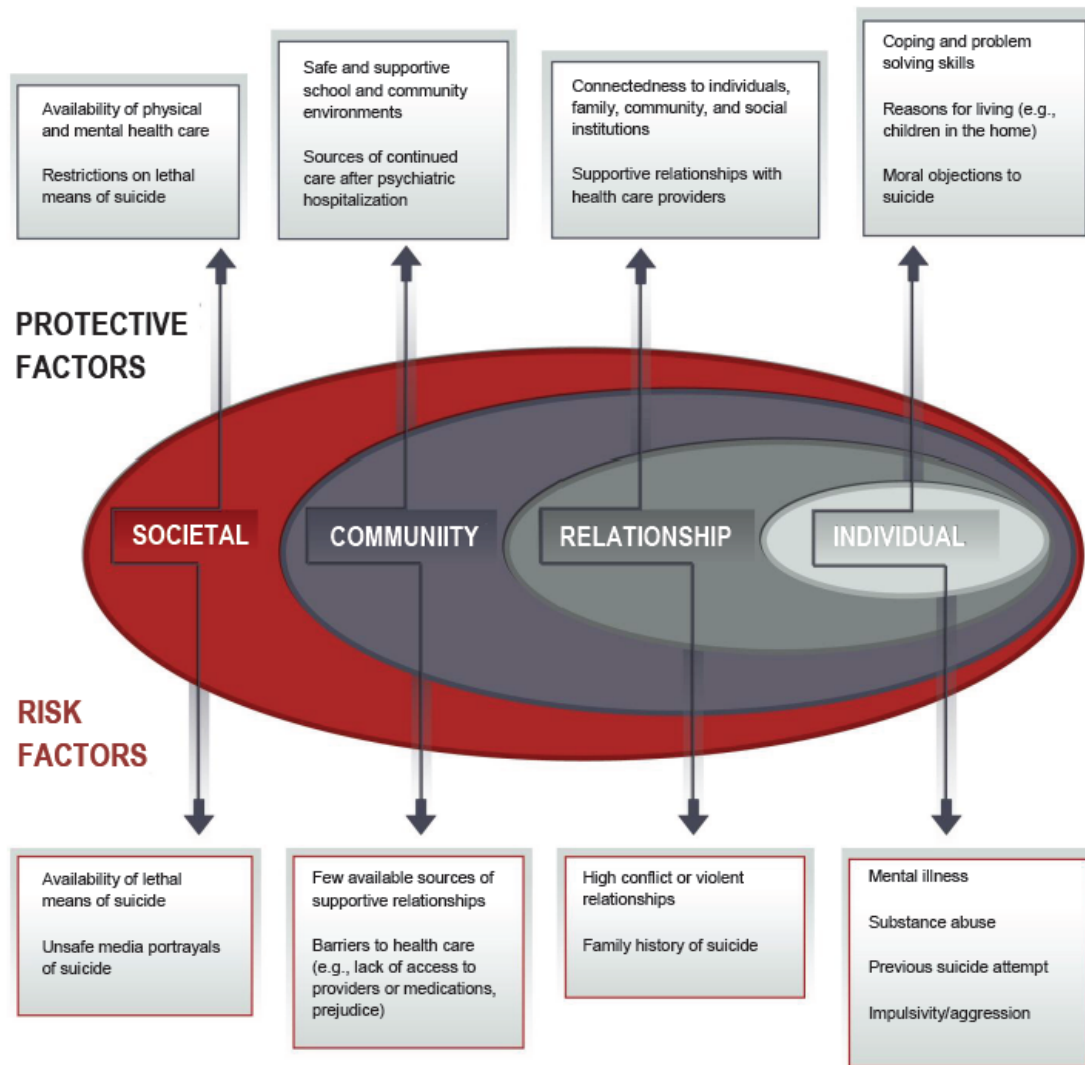 Availability of physical
and mental health care
Restrictions on lethal
means of suicide
Safe and supportive
school and community
environments
Sources of continued
care after psychiatric
hospitalization
Connectedness to individuals,
family, community, and social
institutions
Supportive relationships with
health care providers
Coping and problem
solving skills
Reasons for living (e.g.,
children in the home)
Moral objections to
suicide
PROTECTIVE
FACTORS
SOCIETAL
COMMUNIITY
RELATIONSHIP
INDIVIDUAL
RISK
FACTORS
Availability of lethal
means of suicide
Unsafe media portrayals
of suicide
Few available sources of
supportive relationships
Barriers to health care
(e.g., lack of access to
providers or medications,
prejudice)
High conflict or violent
relationships
Family history of suicide
Mental illness
Substance abuse
Previous suicide attempt
Impulsivity/aggression